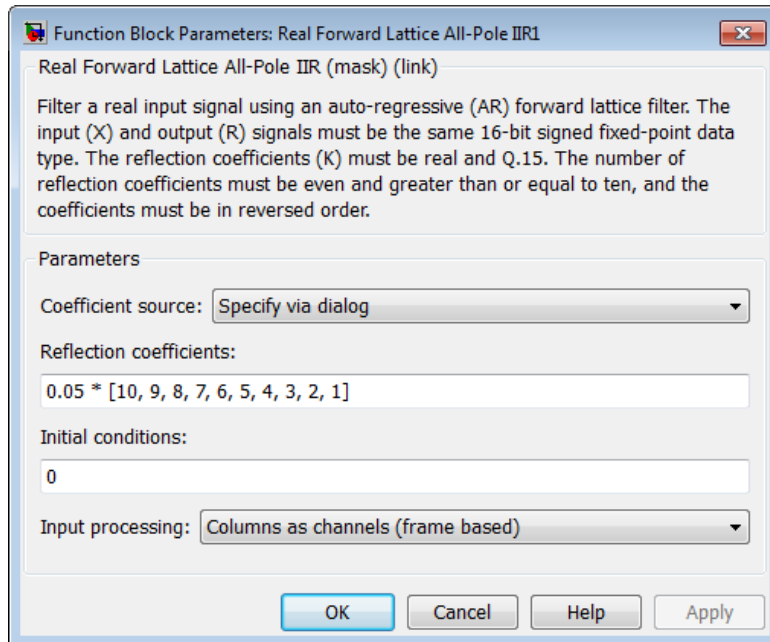 Function Block Parameters: Real Forward Lattice All-Pole IIR1
Real Forward Lattice All-Pole IIR (mask) (link)
Filter a real input signal using an auto-regressive (AR) forward lattice filter. The
input (X) and output (R) signals must be the same 16-bit signed fixed-point data
type. The reflection coefficients (K) must be real and Q.15. The number of
reflection coefficients must be even and greater than or equal to ten, and the
coefficients must be in reversed order.
Parameters
Coefficient source: Specify via dialog
Reflection coefficients:
0.05 * [10, 9, 8, 7, 6, 5, 4, 3, 2, 1]
Initial conditions:
0
Input processing: Columns as channels (frame based)
OK Cancel Help Apply